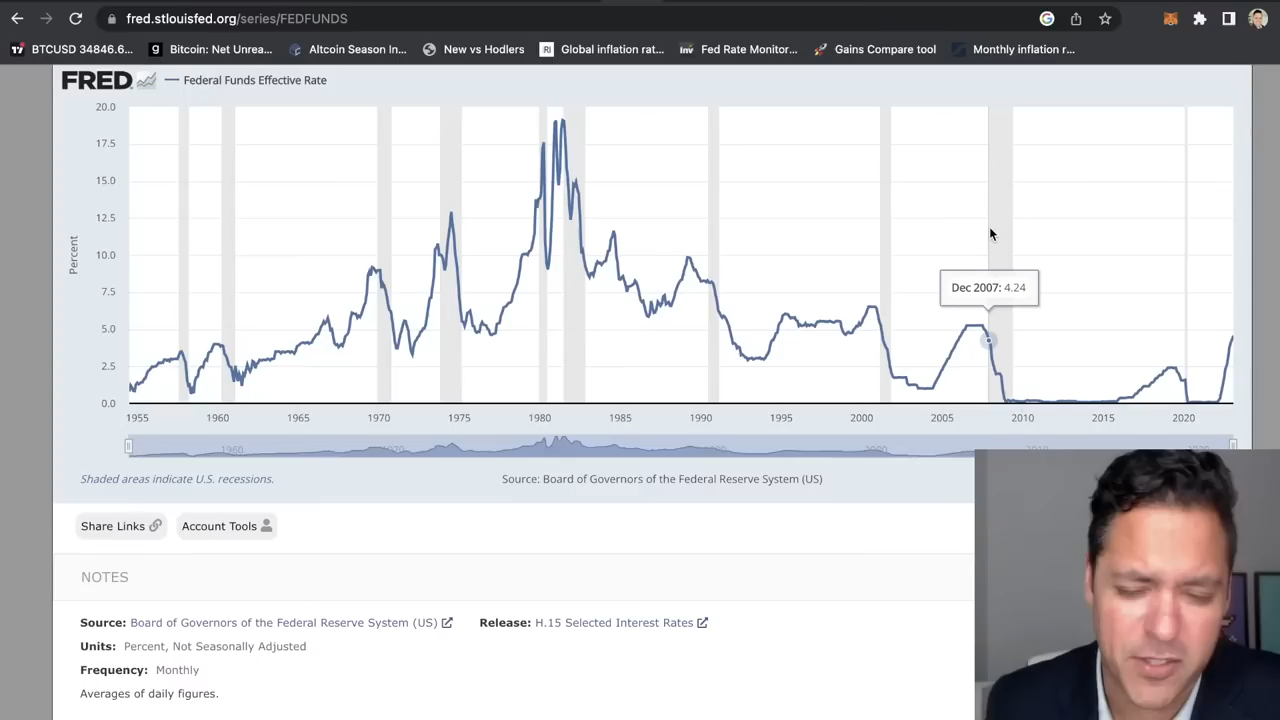 fred.stlouisfed.org/series/FEDFUNDS
BTCUSD 34846.6... Bitcoin: Net Unrea... Altcoin Season In... New vs Hodlers Global inflation rat... Fed Rate Monitor... Gains Compare tool Monthly inflation r...
FRED Federal Funds Effective Rate
20.0
17.5
15.0
12.5
10.0
7.5
5.0
2.5
0.0
Percent
Dec 2007: 4.24
1955 1960 1965 1970 1975 1980 1985 1990 1995 2000 2005 2010 2015 2020
1960
Shaded areas indicate U.S. recessions. Source: Board of Governors of the Federal Reserve System (US)
Share Links Account Tools
NOTES
Source: Board of Governors of the Federal Reserve System (US) Release: H.15 Selected Interest Rates
Units: Percent, Not Seasonally Adjusted
Frequency: Monthly
Averages of daily figures.